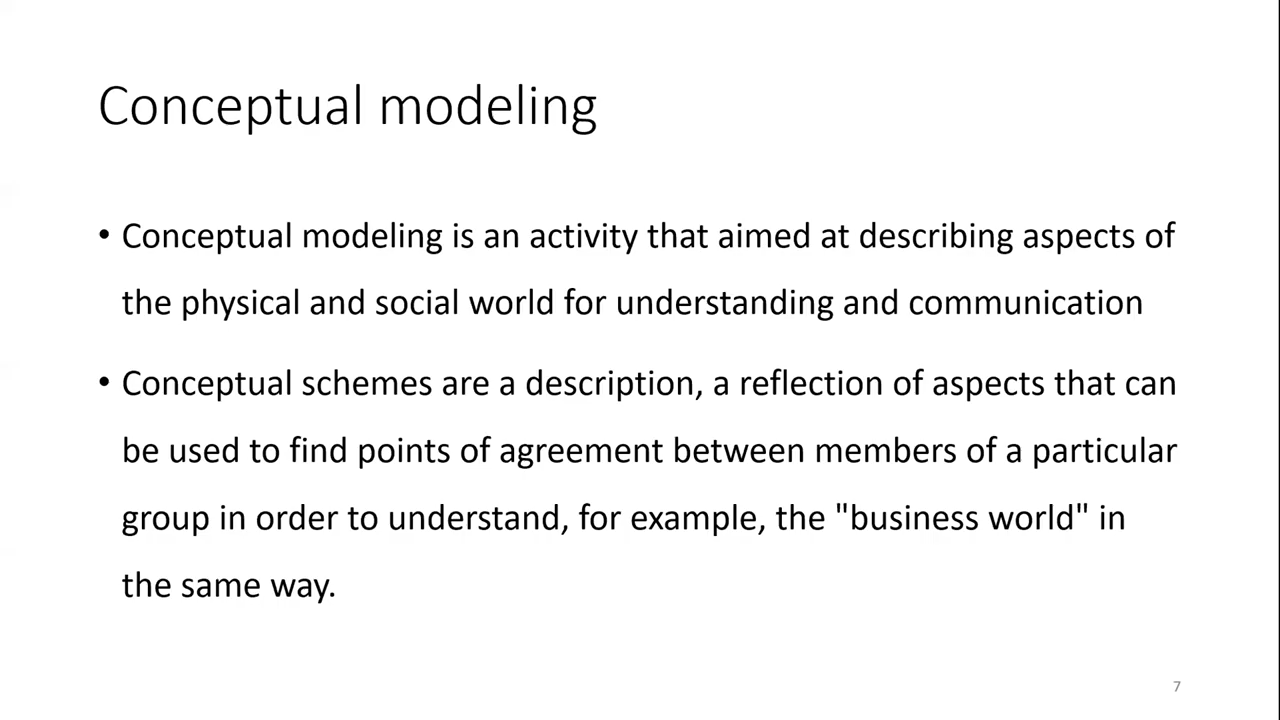 Conceptual modeling
• Conceptual modeling is an activity that aimed at describing aspects of
the physical and social world for understanding and communication
• Conceptual schemes are a description, a reflection of aspects that can
be used to find points of agreement between members of a particular
group in order to understand, for example, the "business world" in
the same way.
7